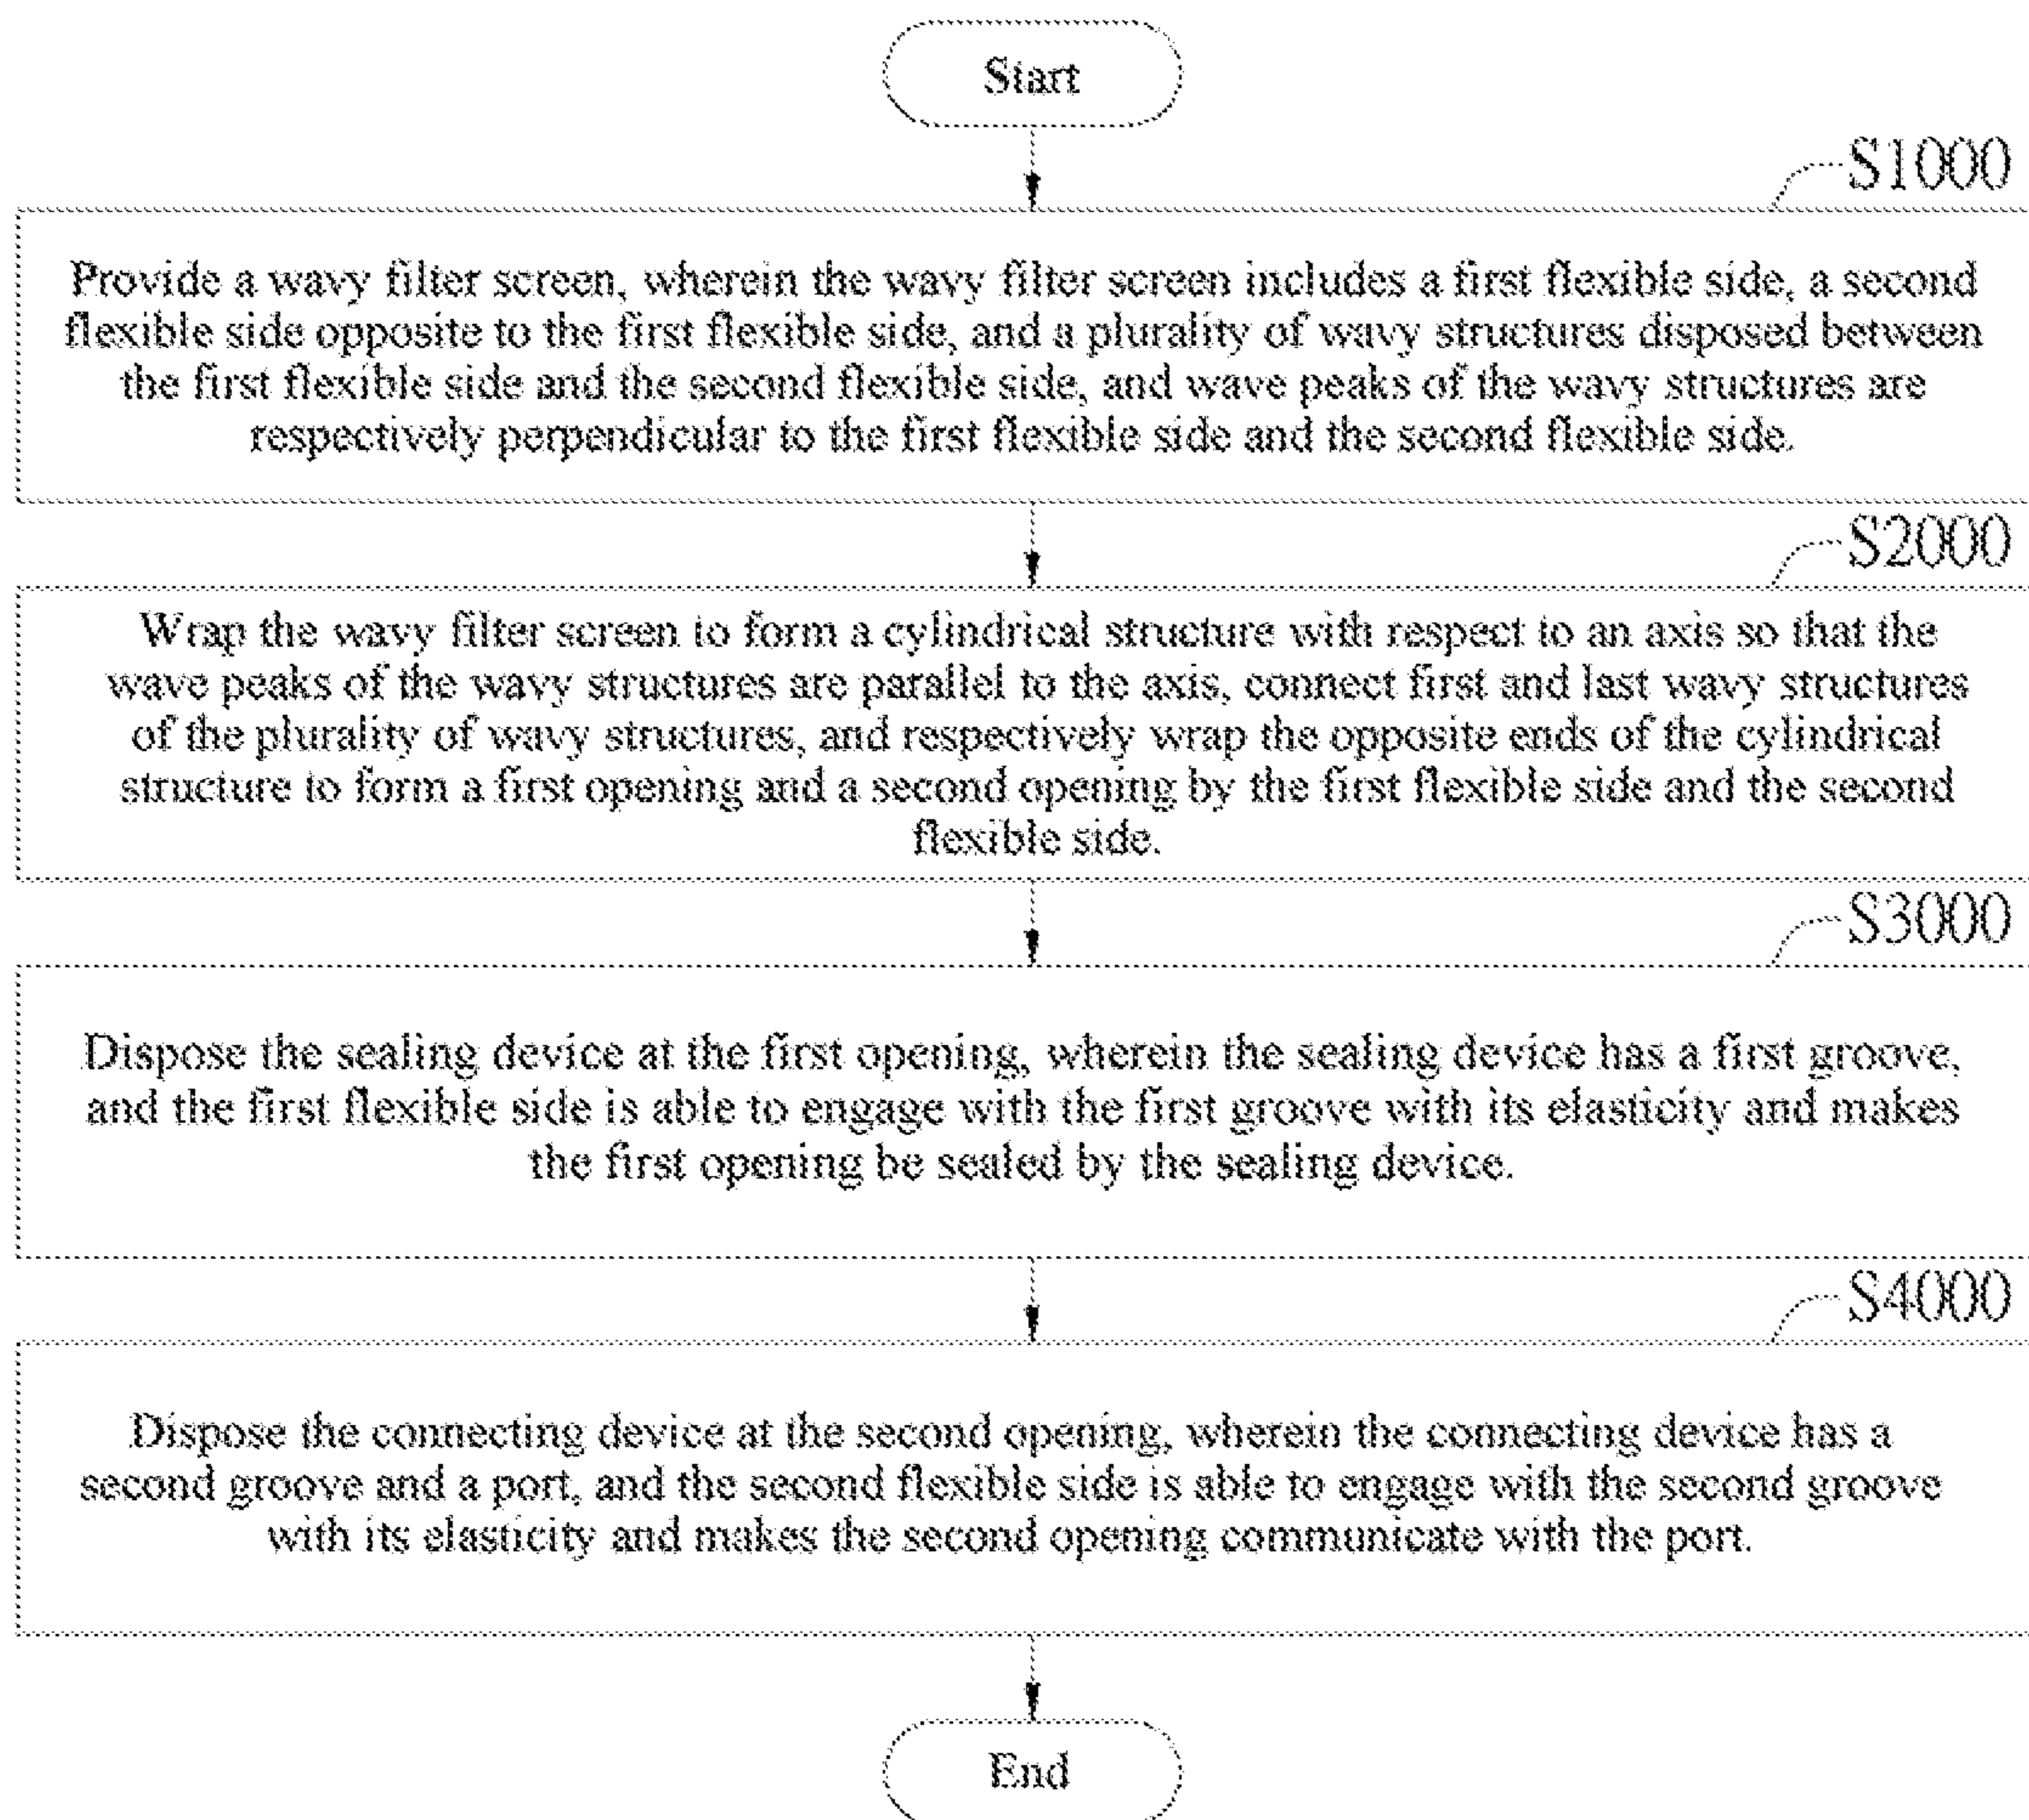 Start
S1000
Provide a wavy filter screen, wherein the wavy filter screen includes a first flexible side, a second
flexible side opposite to the first flexible side, and a plurality of wavy structures disposed between
the first flexible side and the second flexible side, and wave peaks of the wavy structures are
respectively perpendicular to the first flexible side and the second flexible side.
S2000
Wrap the wavy filter screen to form a cylindrical structure with respect to an axis so that the
wave peaks of the wavy structures are parallel to the axis, connect first and last wavy structures
of the plurality of wavy structures, and respectively wrap the opposite ends of the cylindrical
structure to form a first opening and a second opening by the first flexible side and the second
flexible side.
S3000
Dispose the sealing device at the first opening, wherein the sealing device has a first groove,
and the first flexible side is able to engage with the first groove with its elasticity and makes
the first opening be sealed by the sealing device.
S4000
Dispose the connecting device at the second opening, wherein the connecting device has a
second groove and a port, and the second flexible side is able to engage with the second groove
with its elasticity and makes the second opening communicate with the port.
End